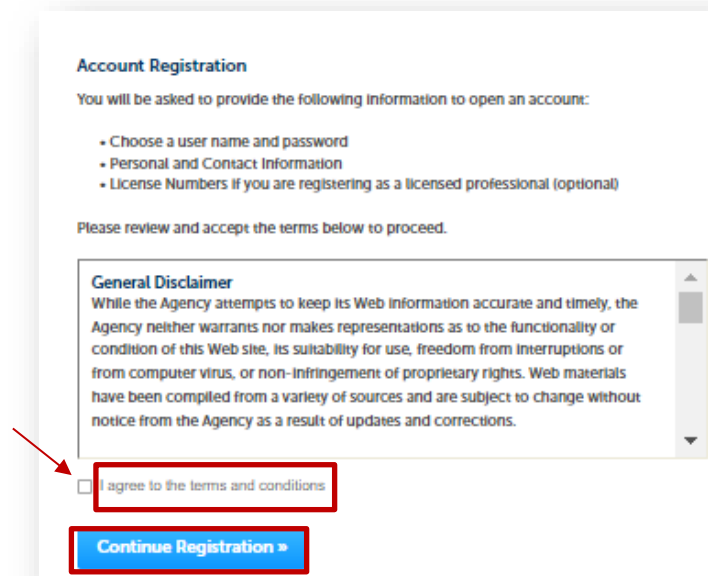 Account Registration
You will be asked to provide the following information to open an account:
• Choose a user name and password
• Personal and Contact Information
• License Numbers if you are registering as a licensed professional (optional)
Please review and accept the terms below to proceed.
General Disclaimer
While the Agency attempts to keep its Web information accurate and timely, the
Agency neither warrants nor makes representations as to the functionality or
condition of this Web site, its suitability for use, freedom from interruptions or
from computer virus, or non-infringement of proprietary rights. Web materials
have been compiled from a variety of sources and are subject to change without
notice from the Agency as a result of updates and corrections.
I agree to the terms and conditions
Continue Registration »